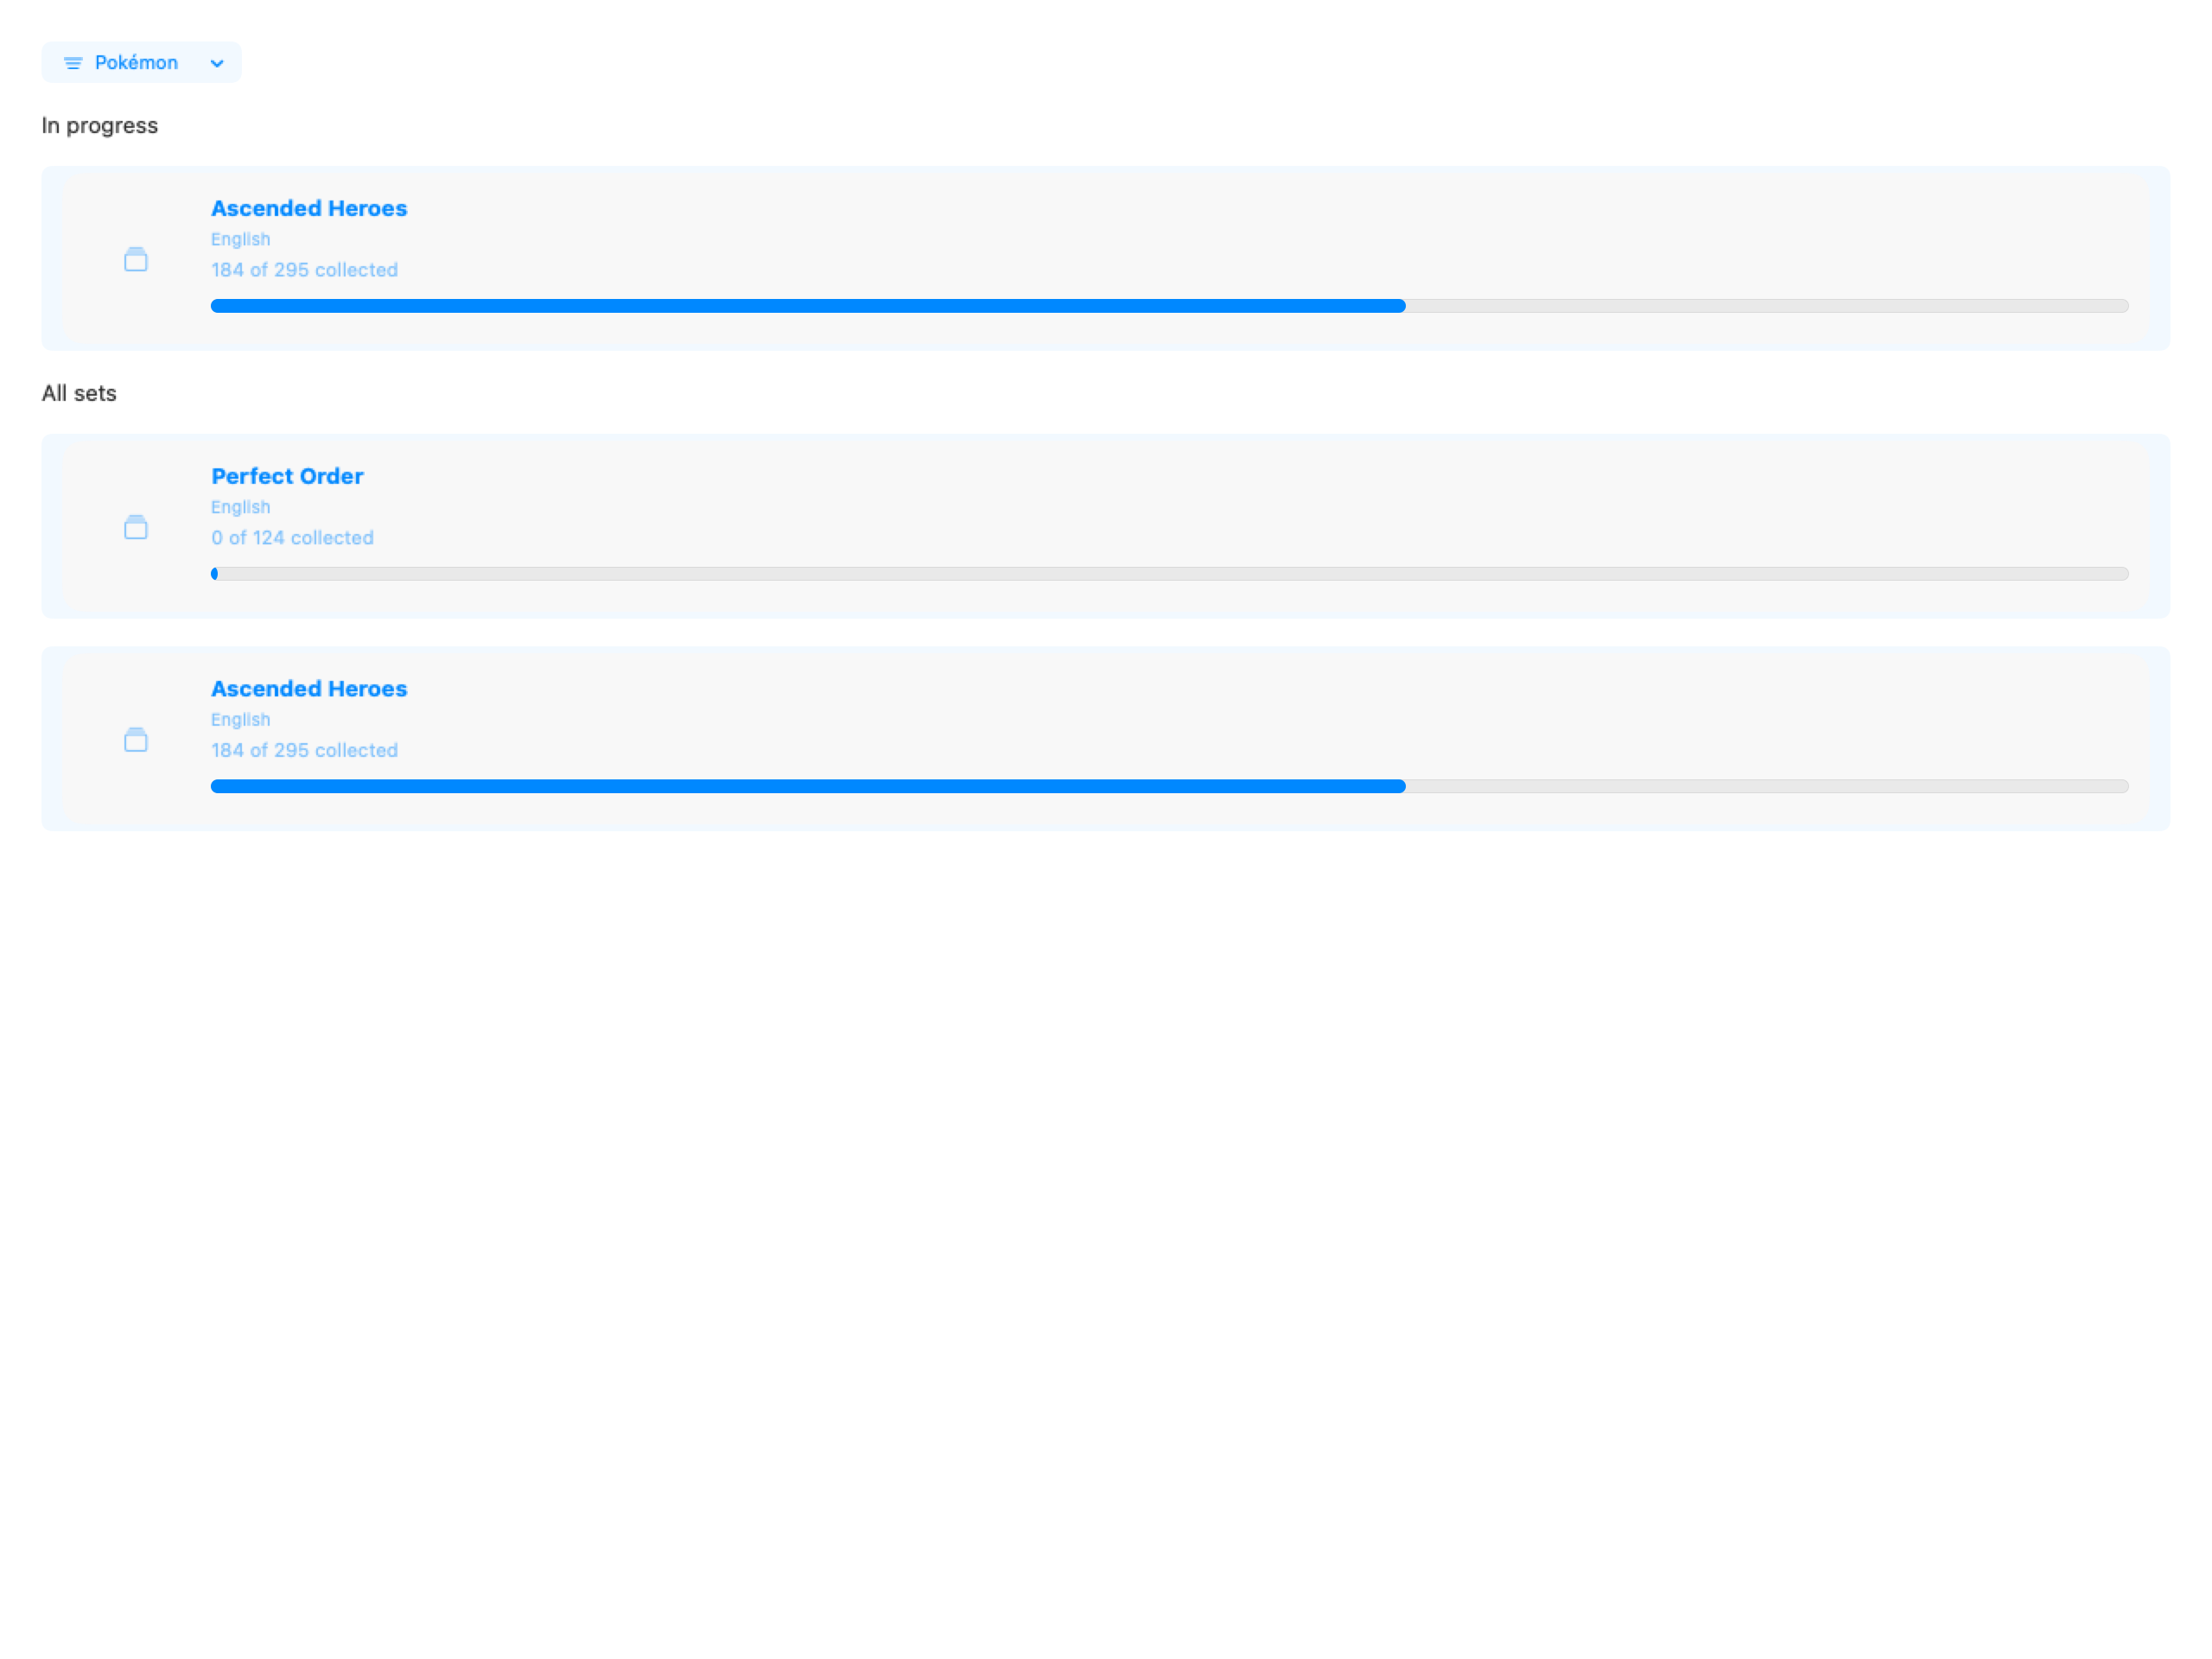 Pokémon
In progress
Ascended Heroes
English
184 of 295 collected
All sets
Perfect Order
English
0 of 124 collected
Ascended Heroes
English
184 of 295 collected